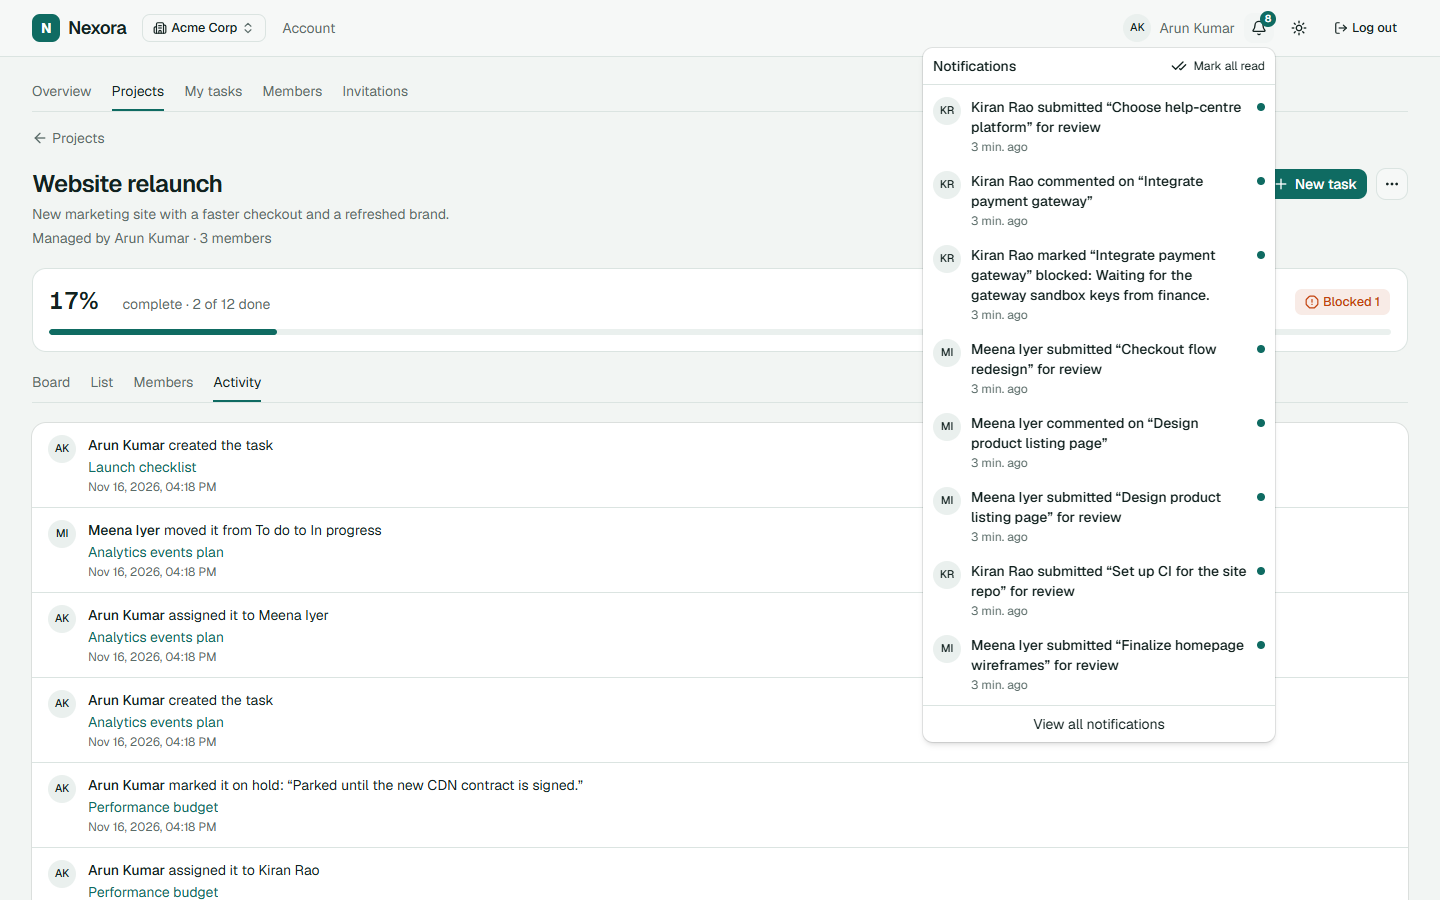 N Nexora Acme Corp Account AK Arun Kumar 8 Log out
Overview Projects My tasks Members Invitations
Projects
Website relaunch
New task
New marketing site with a faster checkout and a refreshed brand.
Managed by Arun Kumar · 3 members
17% complete · 2 of 12 done
Blocked 1
Board List Members Activity
AK Arun Kumar created the task
Launch checklist
Nov 16, 2026, 04:18 PM
MI Meena Iyer moved it from To do to In progress
Analytics events plan
Nov 16, 2026, 04:18 PM
AK Arun Kumar assigned it to Meena Iyer
Analytics events plan
Nov 16, 2026, 04:18 PM
AK Arun Kumar created the task
Analytics events plan
Nov 16, 2026, 04:18 PM
AK Arun Kumar marked it on hold: “Parked until the new CDN contract is signed.”
Performance budget
Nov 16, 2026, 04:18 PM
AK Arun Kumar assigned it to Kiran Rao
Performance budget
Notifications Mark all read
KR Kiran Rao submitted “Choose help-centre
platform” for review
3 min. ago
KR Kiran Rao commented on “Integrate
payment gateway”
3 min. ago
KR Kiran Rao marked “Integrate payment
gateway” blocked: Waiting for the
gateway sandbox keys from finance.
3 min. ago
MI Meena Iyer submitted “Checkout flow
redesign” for review
3 min. ago
MI Meena Iyer commented on “Design
product listing page”
3 min. ago
MI Meena Iyer submitted “Design product
listing page” for review
3 min. ago
KR Kiran Rao submitted “Set up CI for the site
repo” for review
3 min. ago
MI Meena Iyer submitted “Finalize homepage
wireframes” for review
3 min. ago
View all notifications